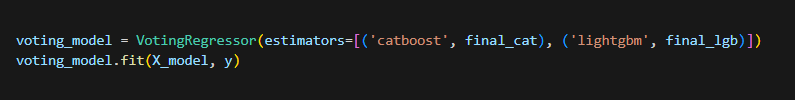 voting_model = VotingRegressor(estimators=[('catboost', final_cat), ('lightgbm', final_lgb)])
voting_model.fit(X_model, y)